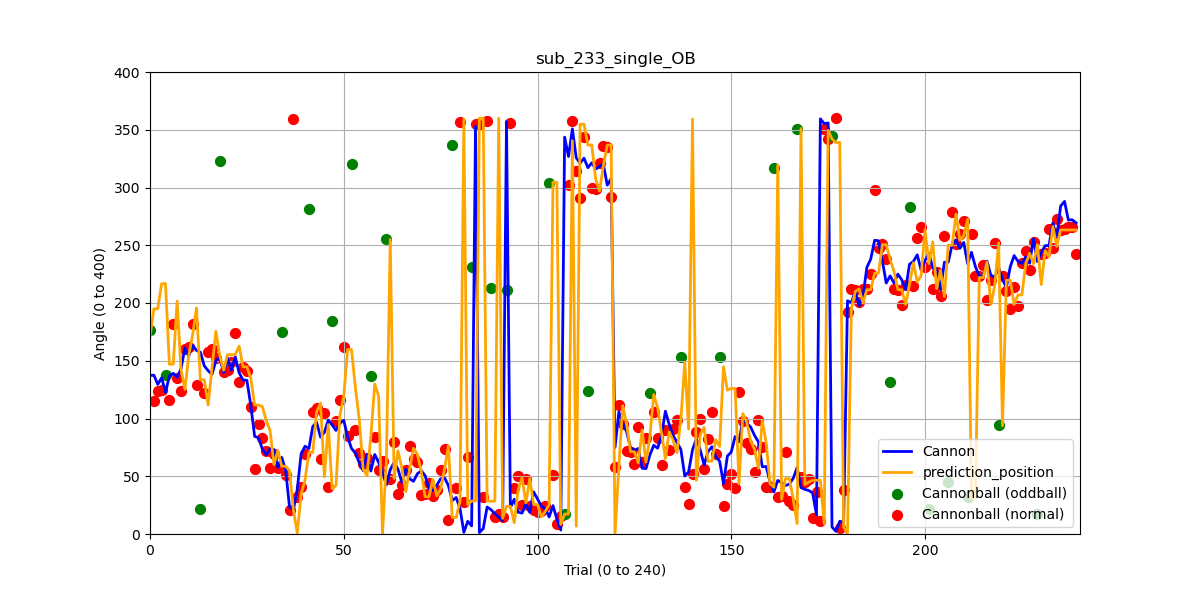 sub_233_single_OB
Angle (0 to 400)
400
350
300
250
200
150
100
50
0
0
50
100
150
200
Trial (0 to 240)
Cannon
prediction_position
Cannonball (oddball)
Cannonball (normal)